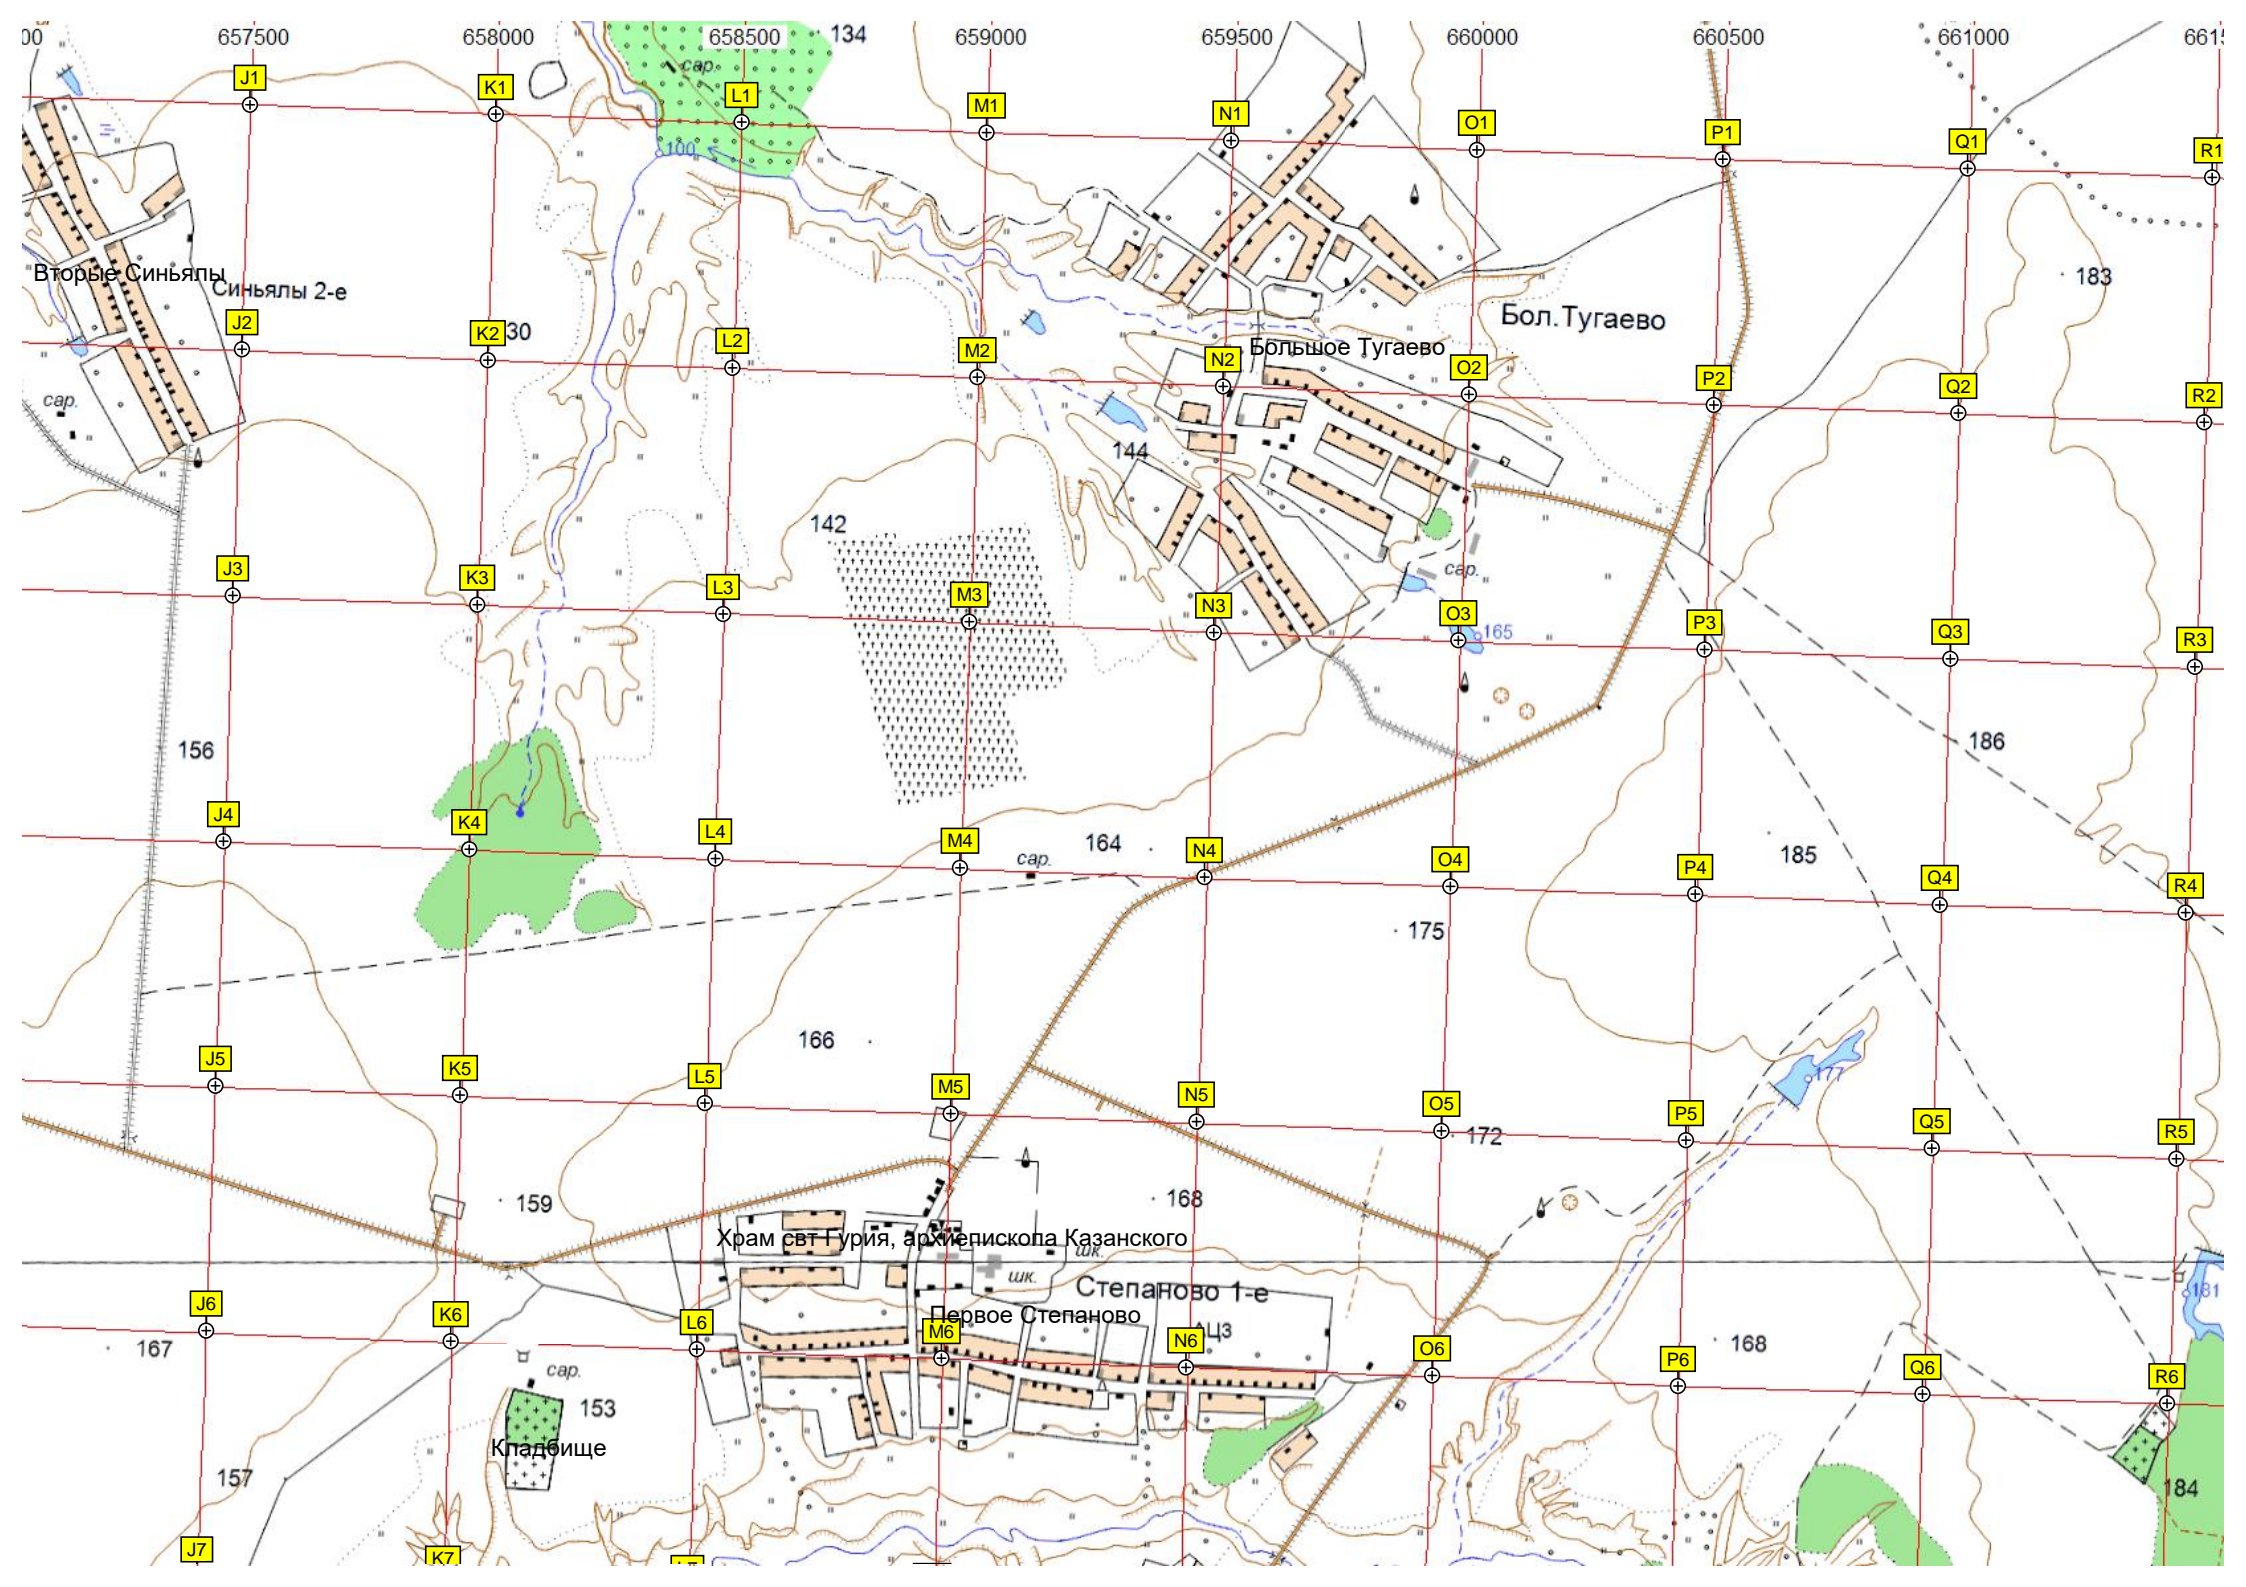 00 657500 658000 658500 659000 659500 660000 660500 661000 6615
134
сар.
J1 K1 L1 M1 N1 O1 P1 Q1 R1
100
Вторые Синьялы
Синьялы 2-е
183
Бол.Тугаево
30
Большое Тугаево
J2 K2 L2 M2 N2 O2 P2 Q2 R2
сар.
144
142
J3 K3 L3 M3 N3 O3 P3 Q3 R3
сар.
165
156
186
J4 K4 L4 M4 N4 O4 P4 Q4 R4
164
сар.
185
175
166
177
J5 K5 L5 M5 N5 O5 P5 Q5 R5
172
159
168
Храм свт Гурия, архиепископа Казанского
шк.
шк.
Степаново 1-е
181
Первое Степаново
АЦЗ
J6 K6 L6 M6 N6 O6 P6 Q6 R6
167
168
сар.
153
Кладбище
157
184
J7 K7 L7